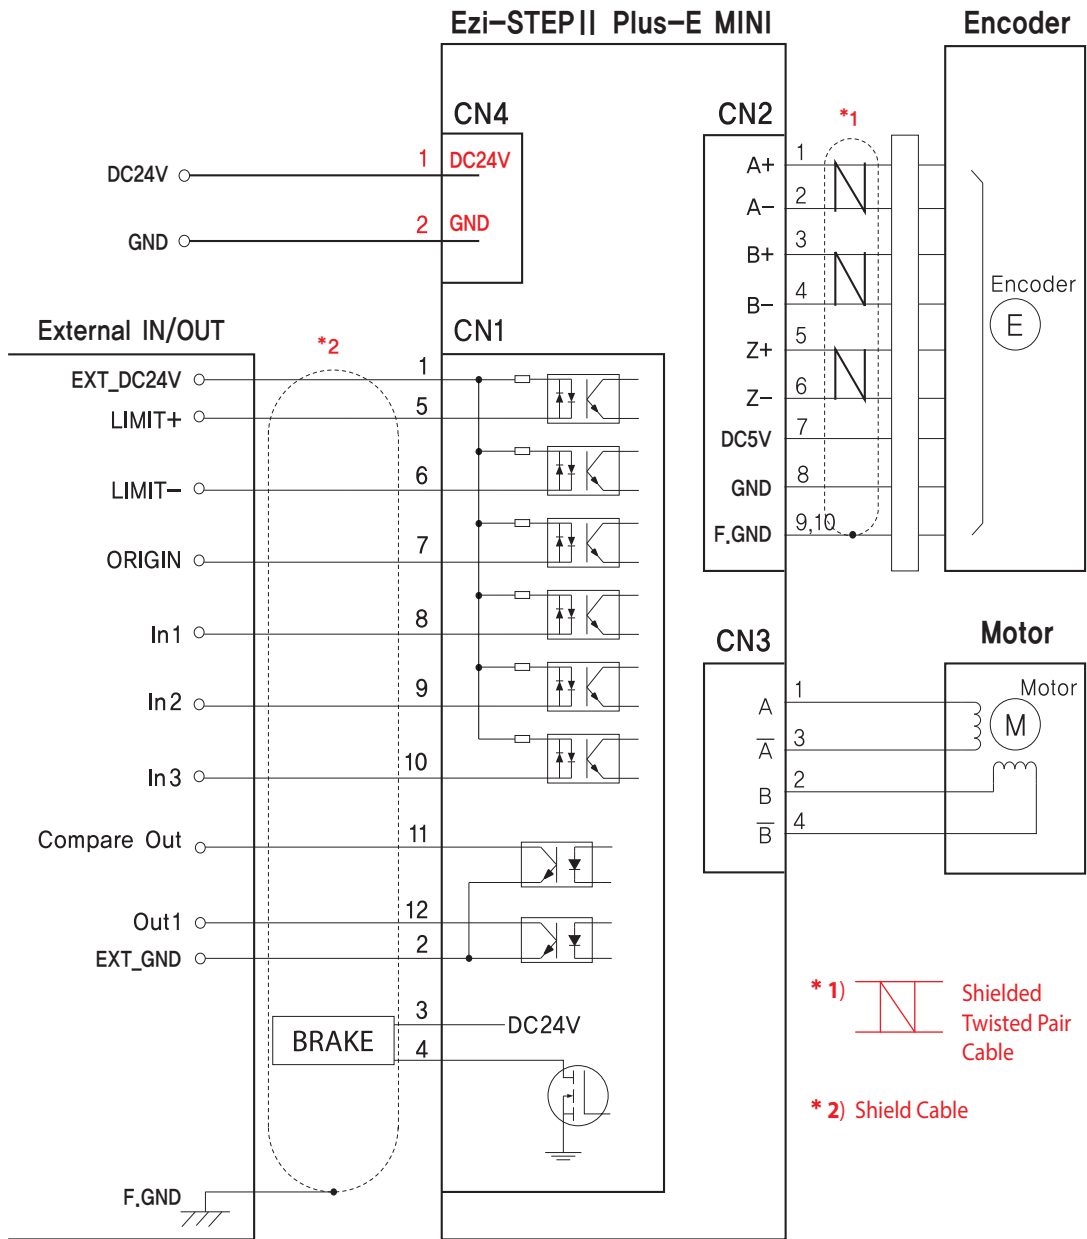 Ezi-STEPII Plus-E MINI
Encoder
CN4
1 DC24V
DC24V
2 GND
GND
CN2
*1
A+ 1
A- 2
B+ 3
B- 4
Z+ 5
Z- 6
DC5V 7
GND 8
F.GND 9,10
Encoder
E
External IN/OUT
*2
CN1
EXT_DC24V 1
LIMIT+ 5
LIMIT- 6
ORIGIN 7
In1 8
In2 9
In3 10
Compare Out 11
Out1 12
EXT_GND 2
BRAKE
3 DC24V
4
F.GND
CN3
Motor
A 1
A̅ 3
B 2
B̅ 4
Motor
M
* 1) Shielded
Twisted Pair
Cable
* 2) Shield Cable